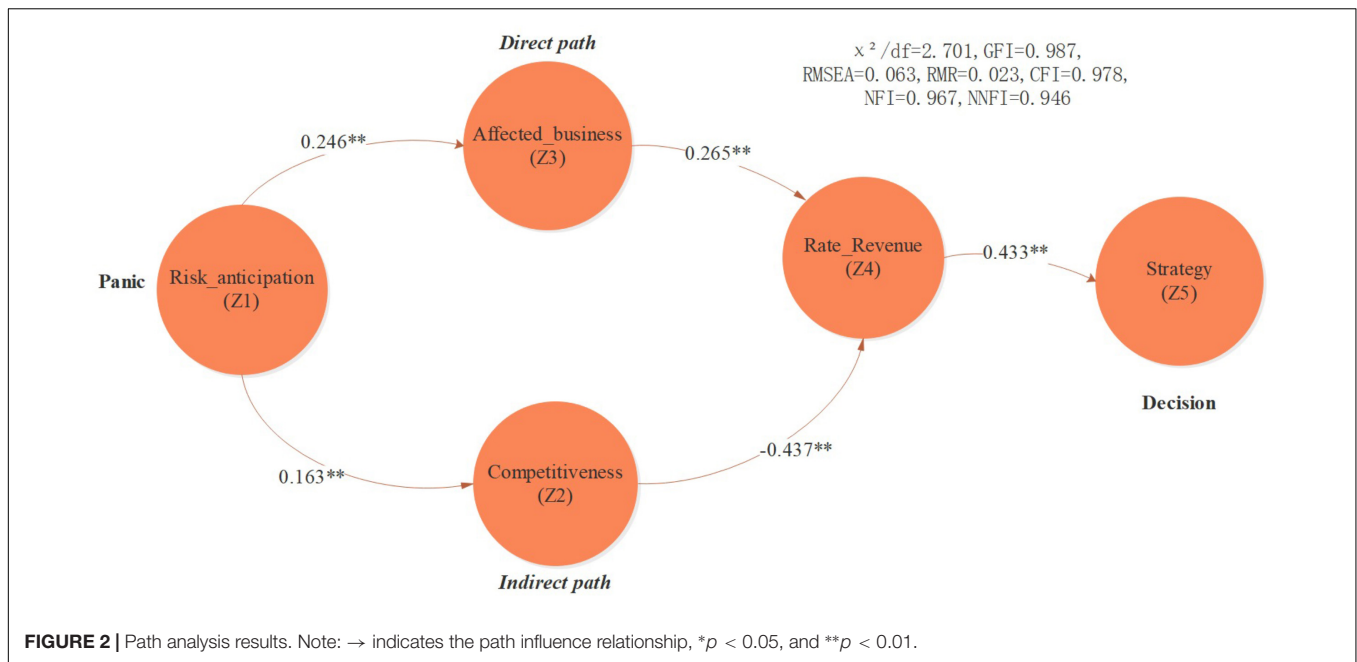 Direct path
x²/df=2.701, GFI=0.987,
RMSEA=0.063, RMR=0.023, CFI=0.978,
NFI=0.967, NNFI=0.946
Affected_business
(Z3)
0.246**
0.265**
Panic
Risk_anticipation
(Z1)
Rate_Revenue
(Z4)
0.433**
Strategy
(Z5)
Decision
0.163**
Competitiveness
(Z2)
-0.437**
Indirect path
FIGURE 2 | Path analysis results. Note: → indicates the path influence relationship, *p < 0.05, and **p < 0.01.